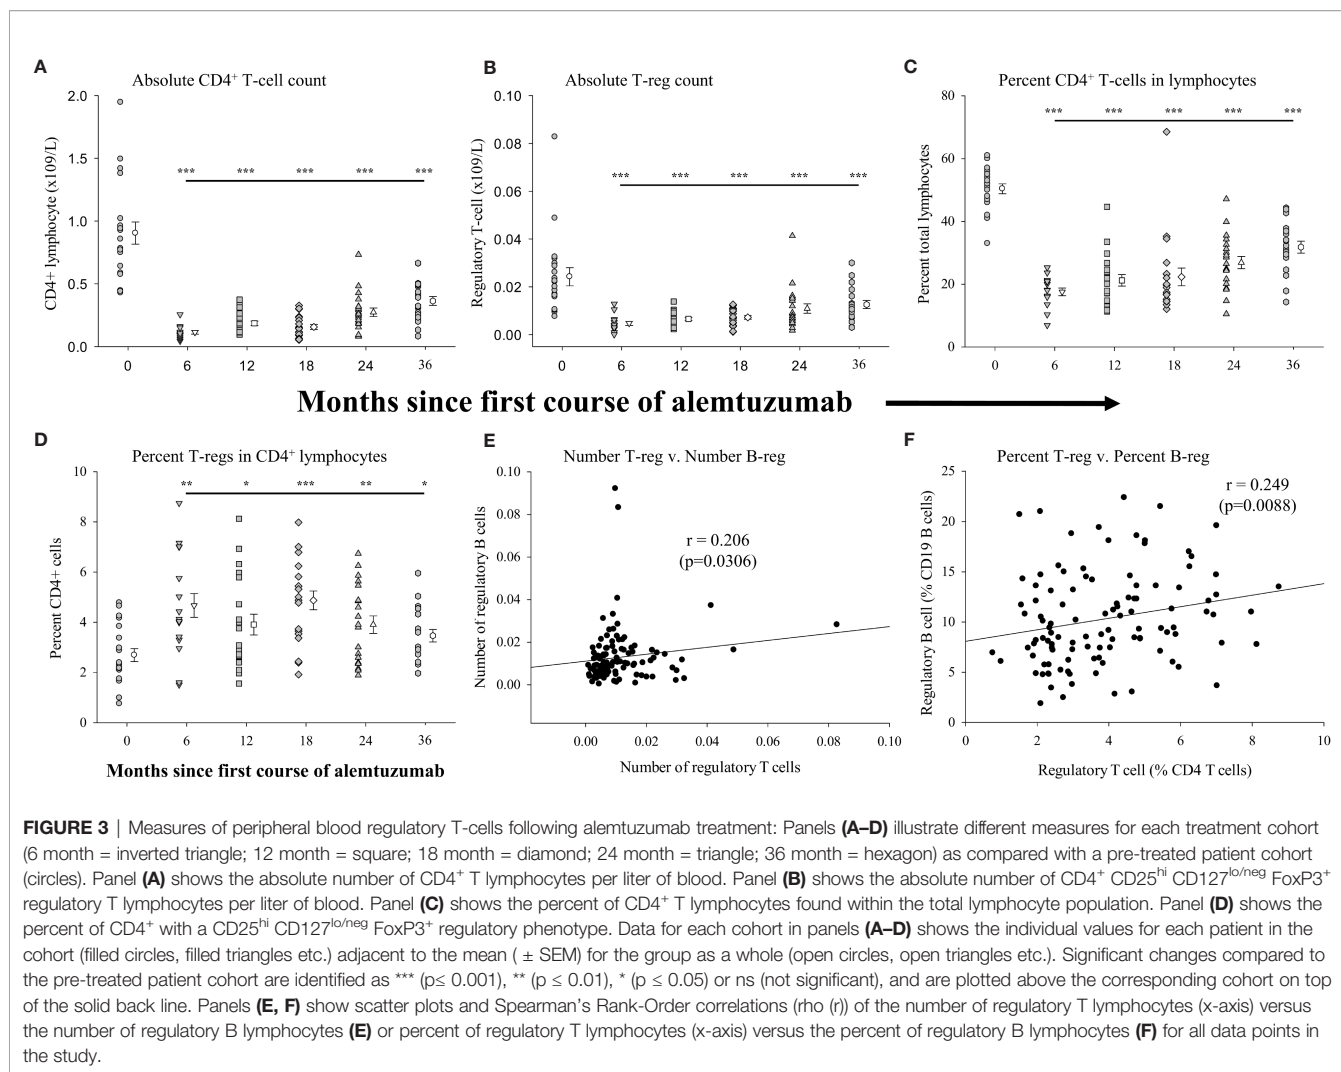 A
Absolute CD4⁺ T-cell count
CD4+ lymphocyte (x109/L)
2.0
1.5
1.0
0.5
0.0
*** *** *** *** ***
0 6 12 18 24 36
B
Absolute T-reg count
Regulatory T-cell (x109/L)
0.10
0.08
0.06
0.04
0.02
0.00
*** *** *** *** ***
0 6 12 18 24 36
C
Percent CD4⁺ T-cells in lymphocytes
Percent total lymphocytes
80
60
40
20
0
*** *** *** *** ***
0 6 12 18 24 36
Months since first course of alemtuzumab
D
Percent T-regs in CD4⁺ lymphocytes
Percent CD4+ cells
10
8
6
4
2
0
** * *** ** *
0 6 12 18 24 36
Months since first course of alemtuzumab
E
Number T-reg v. Number B-reg
Number of regulatory B cells
0.10
0.08
0.06
0.04
0.02
0.00
r = 0.206
(p=0.0306)
0.00 0.02 0.04 0.06 0.08 0.10
Number of regulatory T cells
F
Percent T-reg v. Percent B-reg
Regulatory B cell (% CD19 B cells)
25
20
15
10
5
0
r = 0.249
(p=0.0088)
0 2 4 6 8 10
Regulatory T cell (% CD4 T cells)
FIGURE 3 | Measures of peripheral blood regulatory T-cells following alemtuzumab treatment: Panels (A–D) illustrate different measures for each treatment cohort
(6 month = inverted triangle; 12 month = square; 18 month = diamond; 24 month = triangle; 36 month = hexagon) as compared with a pre-treated patient cohort
(circles). Panel (A) shows the absolute number of CD4⁺ T lymphocytes per liter of blood. Panel (B) shows the absolute number of CD4⁺ CD25ʰⁱ CD127ˡᵒ/ⁿᵉᵍ FoxP3⁺
regulatory T lymphocytes per liter of blood. Panel (C) shows the percent of CD4⁺ T lymphocytes found within the total lymphocyte population. Panel (D) shows the
percent of CD4⁺ with a CD25ʰⁱ CD127ˡᵒ/ⁿᵉᵍ FoxP3⁺ regulatory phenotype. Data for each cohort in panels (A–D) shows the individual values for each patient in the
cohort (filled circles, filled triangles etc.) adjacent to the mean ( ± SEM) for the group as a whole (open circles, open triangles etc.). Significant changes compared to
the pre-treated patient cohort are identified as *** (p≤ 0.001), ** (p ≤ 0.01), * (p ≤ 0.05) or ns (not significant), and are plotted above the corresponding cohort on top
of the solid back line. Panels (E, F) show scatter plots and Spearman's Rank-Order correlations (rho (r)) of the number of regulatory T lymphocytes (x-axis) versus
the number of regulatory B lymphocytes (E) or percent of regulatory T lymphocytes (x-axis) versus the percent of regulatory B lymphocytes (F) for all data points in
the study.